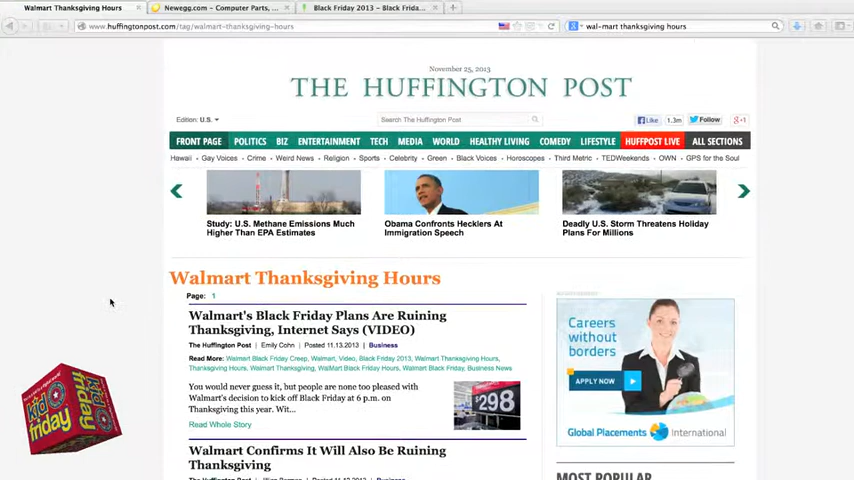 Walmart Thanksgiving Hours
Newegg.com - Computer Parts, ...
Black Friday 2013 – Black Frida...
www.huffingtonpost.com/tag/walmart-thanksgiving-hours
wal-mart thanksgiving hours
November 25, 2013
THE HUFFINGTON POST
Edition: U.S.
Search The Huffington Post
Like
1.3m
Follow
+1
FRONT PAGE POLITICS BIZ ENTERTAINMENT TECH MEDIA WORLD HEALTHY LIVING COMEDY LIFESTYLE HUFFPOST LIVE ALL SECTIONS
Hawaii • Gay Voices • Crime • Weird News • Religion • Sports • Celebrity • Green • Black Voices • Horoscopes • Third Metric • TEDWeekends • OWN • GPS for the Soul
Study: U.S. Methane Emissions Much
Higher Than EPA Estimates
Obama Confronts Hecklers At
Immigration Speech
Deadly U.S. Storm Threatens Holiday
Plans For Millions
Walmart Thanksgiving Hours
Page: 1
Walmart's Black Friday Plans Are Ruining
Thanksgiving, Internet Says (VIDEO)
The Huffington Post | Emily Cohn | Posted 11.13.2013 | Business
Read More: Walmart Black Friday Creep, Walmart, Video, Black Friday 2013, Walmart Thanksgiving Hours,
Thanksgiving Hours, Walmart Thanksgiving, WalMart Black Friday Hours, Walmart Black Friday, Business News
You would never guess it, but people are none too pleased with
Walmart's decision to kick off Black Friday at 6 p.m. on
Thanksgiving this year. Wit...
Read Whole Story
$298
Walmart Confirms It Will Also Be Ruining
Thanksgiving
Careers
without
borders
APPLY NOW
Global Placements International
MOST POPULAR
kid
friday
kid
friday